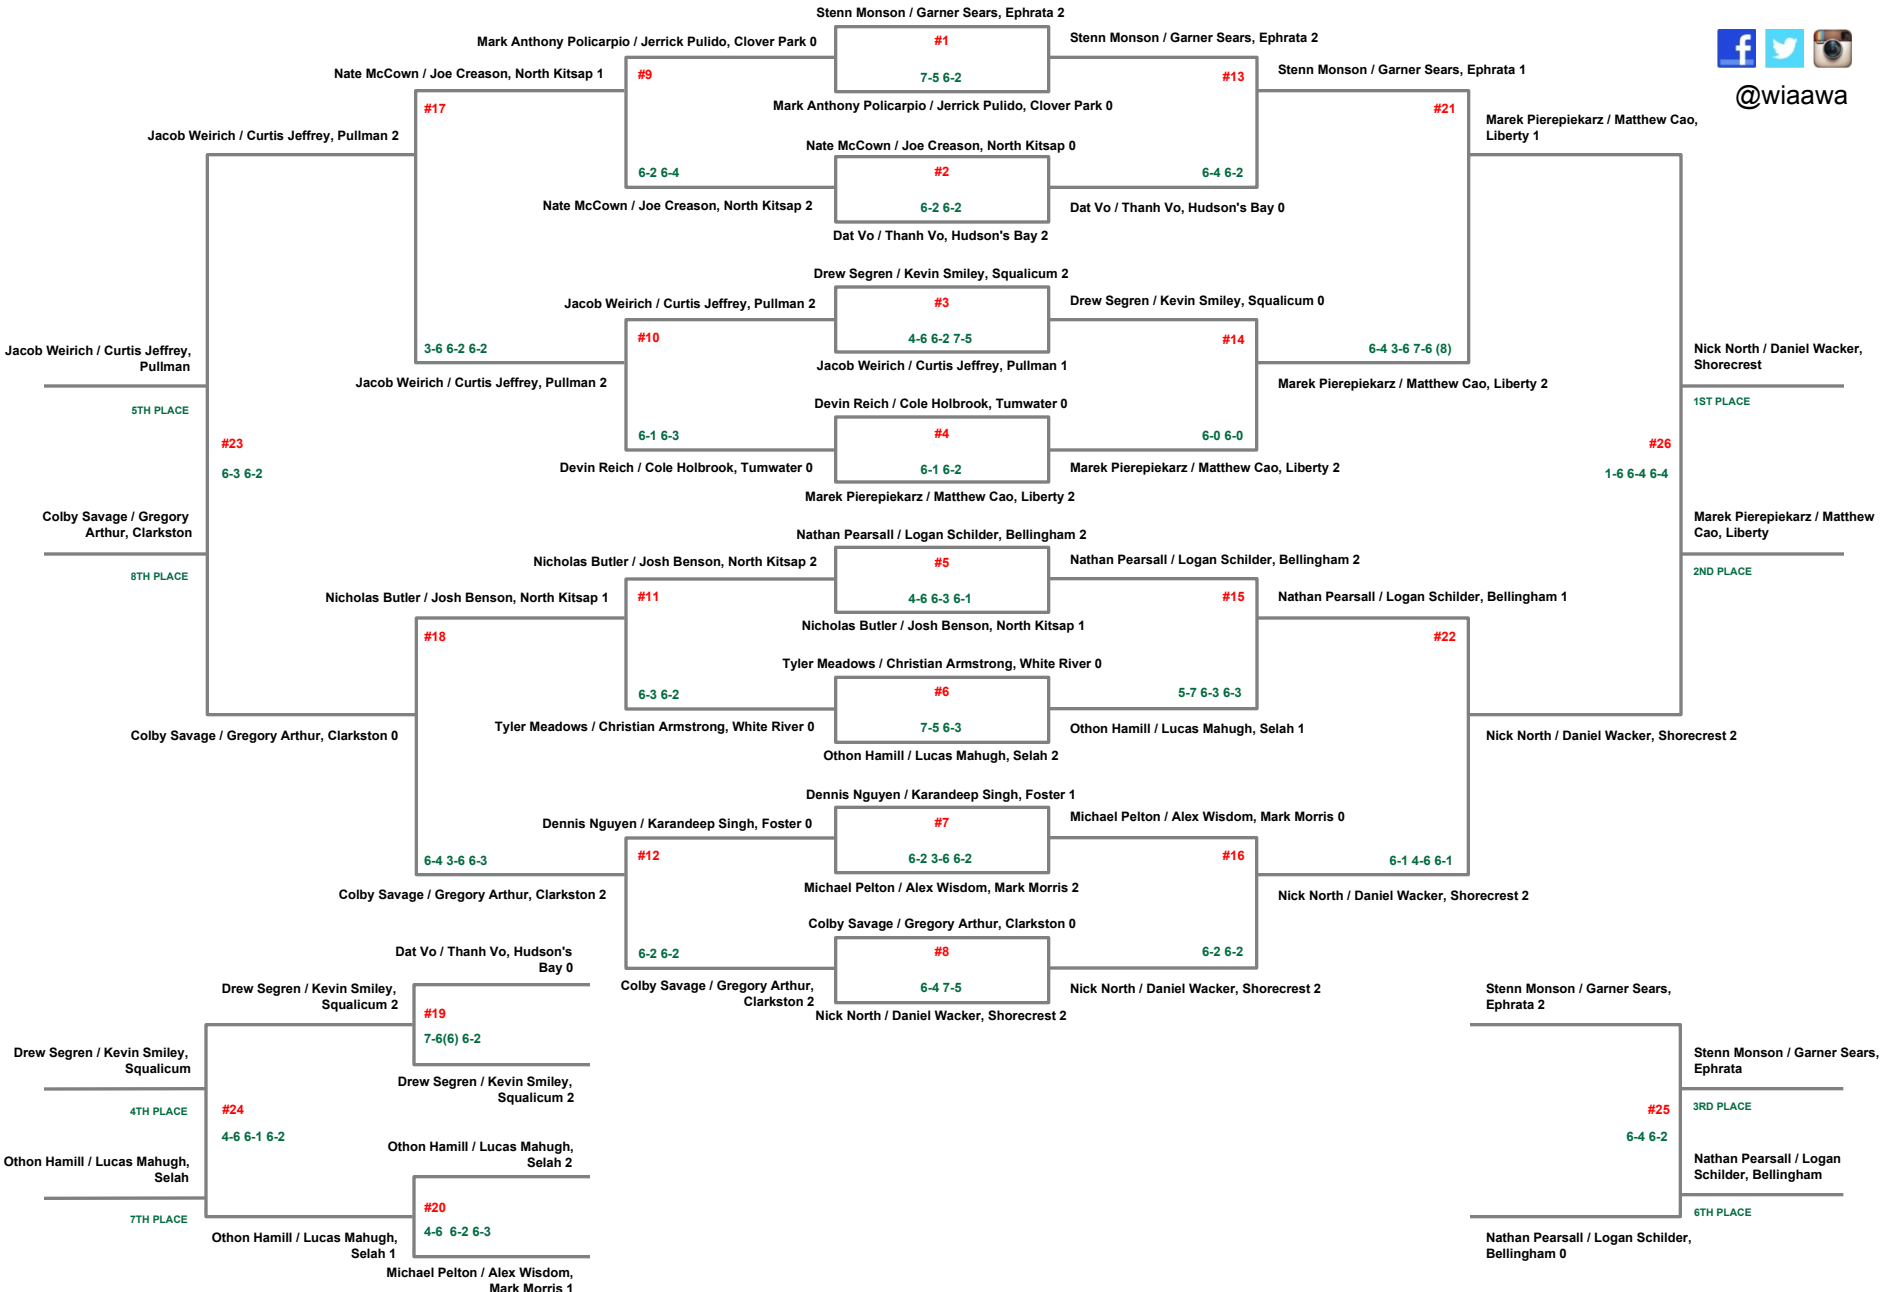 Stenn Monson / Garner Sears, Ephrata 2
Mark Anthony Policarpio / Jerrick Pulido, Clover Park 0
#1
Stenn Monson / Garner Sears, Ephrata 2
Nate McCown / Joe Creason, North Kitsap 1
#9
7-5 6-2
#13
Stenn Monson / Garner Sears, Ephrata 1
@wiaawa
#17
Mark Anthony Policarpio / Jerrick Pulido, Clover Park 0
#21
Marek Pierepiekarz / Matthew Cao,
Liberty 1
Jacob Weirich / Curtis Jeffrey, Pullman 2
Nate McCown / Joe Creason, North Kitsap 0
6-2 6-4
#2
6-4 6-2
Nate McCown / Joe Creason, North Kitsap 2
6-2 6-2
Dat Vo / Thanh Vo, Hudson's Bay 0
Dat Vo / Thanh Vo, Hudson's Bay 2
Drew Segren / Kevin Smiley, Squalicum 2
Jacob Weirich / Curtis Jeffrey, Pullman 2
#3
Drew Segren / Kevin Smiley, Squalicum 0
#10
4-6 6-2 7-5
#14
Jacob Weirich / Curtis Jeffrey,
Pullman
3-6 6-2 6-2
6-4 3-6 7-6 (8)
Nick North / Daniel Wacker,
Shorecrest
Jacob Weirich / Curtis Jeffrey, Pullman 1
Jacob Weirich / Curtis Jeffrey, Pullman 2
Marek Pierepiekarz / Matthew Cao, Liberty 2
5TH PLACE
Devin Reich / Cole Holbrook, Tumwater 0
1ST PLACE
#23
6-1 6-3
#4
6-0 6-0
#26
6-3 6-2
Devin Reich / Cole Holbrook, Tumwater 0
6-1 6-2
Marek Pierepiekarz / Matthew Cao, Liberty 2
1-6 6-4 6-4
Marek Pierepiekarz / Matthew Cao, Liberty 2
Colby Savage / Gregory
Arthur, Clarkston
Marek Pierepiekarz / Matthew
Cao, Liberty
Nathan Pearsall / Logan Schilder, Bellingham 2
Nicholas Butler / Josh Benson, North Kitsap 2
#5
Nathan Pearsall / Logan Schilder, Bellingham 2
8TH PLACE
2ND PLACE
Nicholas Butler / Josh Benson, North Kitsap 1
#11
4-6 6-3 6-1
#15
Nathan Pearsall / Logan Schilder, Bellingham 1
#18
Nicholas Butler / Josh Benson, North Kitsap 1
#22
Tyler Meadows / Christian Armstrong, White River 0
6-3 6-2
#6
5-7 6-3 6-3
Tyler Meadows / Christian Armstrong, White River 0
7-5 6-3
Othon Hamill / Lucas Mahugh, Selah 1
Colby Savage / Gregory Arthur, Clarkston 0
Nick North / Daniel Wacker, Shorecrest 2
Othon Hamill / Lucas Mahugh, Selah 2
Dennis Nguyen / Karandeep Singh, Foster 1
Dennis Nguyen / Karandeep Singh, Foster 0
#7
Michael Pelton / Alex Wisdom, Mark Morris 0
6-4 3-6 6-3
#12
6-2 3-6 6-2
#16
6-1 4-6 6-1
Colby Savage / Gregory Arthur, Clarkston 2
Michael Pelton / Alex Wisdom, Mark Morris 2
Nick North / Daniel Wacker, Shorecrest 2
Colby Savage / Gregory Arthur, Clarkston 0
Dat Vo / Thanh Vo, Hudson's
Bay 0
6-2 6-2
#8
6-2 6-2
Drew Segren / Kevin Smiley,
Squalicum 2
Colby Savage / Gregory Arthur,
Clarkston 2
6-4 7-5
Nick North / Daniel Wacker, Shorecrest 2
Stenn Monson / Garner Sears,
Ephrata 2
#19
Nick North / Daniel Wacker, Shorecrest 2
7-6(6) 6-2
Drew Segren / Kevin Smiley,
Squalicum
Stenn Monson / Garner Sears,
Ephrata
Drew Segren / Kevin Smiley,
Squalicum 2
4TH PLACE
#24
#25
3RD PLACE
4-6 6-1 6-2
6-4 6-2
Othon Hamill / Lucas Mahugh,
Selah 2
Othon Hamill / Lucas Mahugh,
Selah
Nathan Pearsall / Logan
Schilder, Bellingham
#20
7TH PLACE
6TH PLACE
4-6 6-2 6-3
Othon Hamill / Lucas Mahugh,
Selah 1
Nathan Pearsall / Logan Schilder,
Bellingham 0
Michael Pelton / Alex Wisdom,
Mark Morris 1